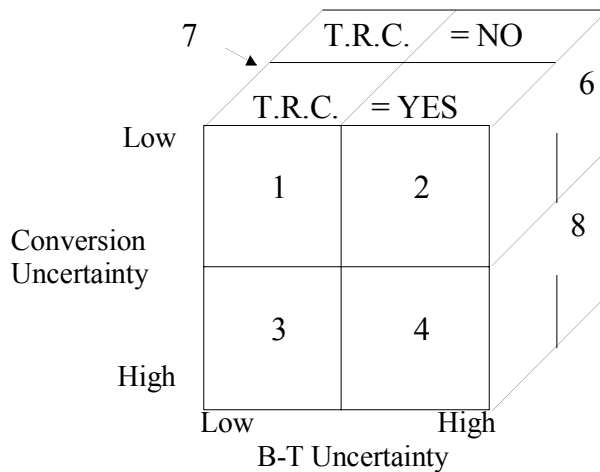 7
T.R.C. = NO
6
T.R.C. = YES
Low
1
2
8
Conversion
Uncertainty
3
4
High
Low
High
B-T Uncertainty